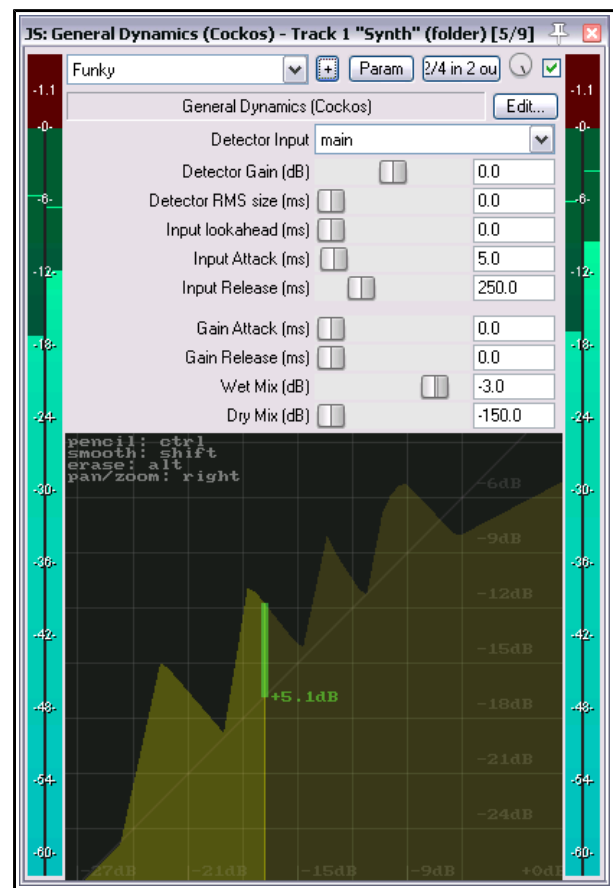 JS: General Dynamics (Cockos) - Track 1 "Synth" (folder) [5/9]
Funky
+ Param 2/4 in 2 ou
-1.1 -1.1
General Dynamics (Cockos) Edit...
-0- -0-
Detector Input main
Detector Gain (dB) 0.0
-6- -6-
Detector RMS size (ms) 0.0
Input lookahead (ms) 0.0
Input Attack (ms) 5.0
-12- -12-
Input Release (ms) 250.0
Gain Attack (ms) 0.0
-18- -18-
Gain Release (ms) 0.0
Wet Mix (dB) -3.0
Dry Mix (dB) -150.0
-24- -24-
pencil: ctrl
smooth: shift
erase: alt
pan/zoom: right
-6dB
-30- -30-
-9dB
-36- -36-
-12dB
-42- -42-
-15dB
+5.1dB
-18dB
-48- -48-
-21dB
-54- -54-
-24dB
-60- -60-
-27dB -21dB -15dB -9dB +0dB